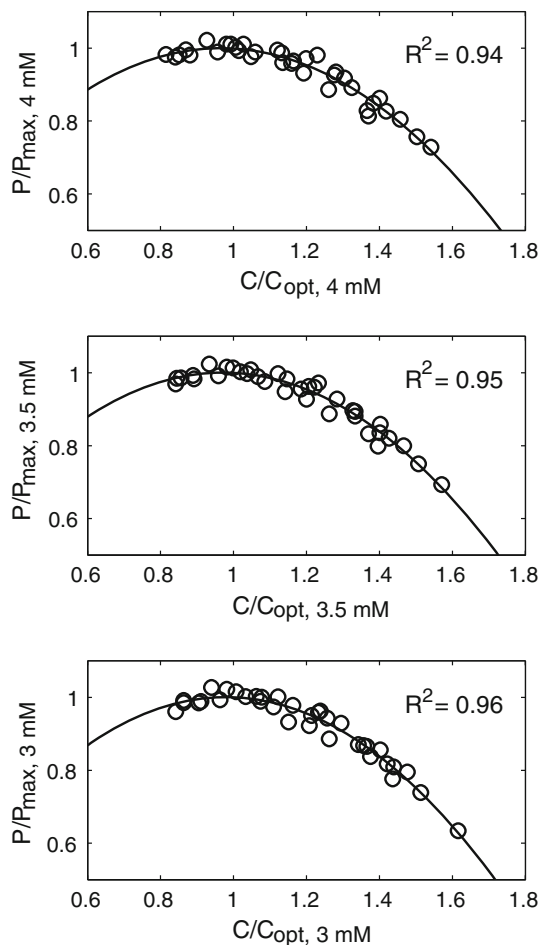 P/Pmax, 4 mM
1
0.8
0.6
R2 = 0.94
0.6 0.8 1 1.2 1.4 1.6 1.8
C/Copt, 4 mM
P/Pmax, 3.5 mM
1
0.8
0.6
R2 = 0.95
0.6 0.8 1 1.2 1.4 1.6 1.8
C/Copt, 3.5 mM
P/Pmax, 3 mM
1
0.8
0.6
R2 = 0.96
0.6 0.8 1 1.2 1.4 1.6 1.8
C/Copt, 3 mM